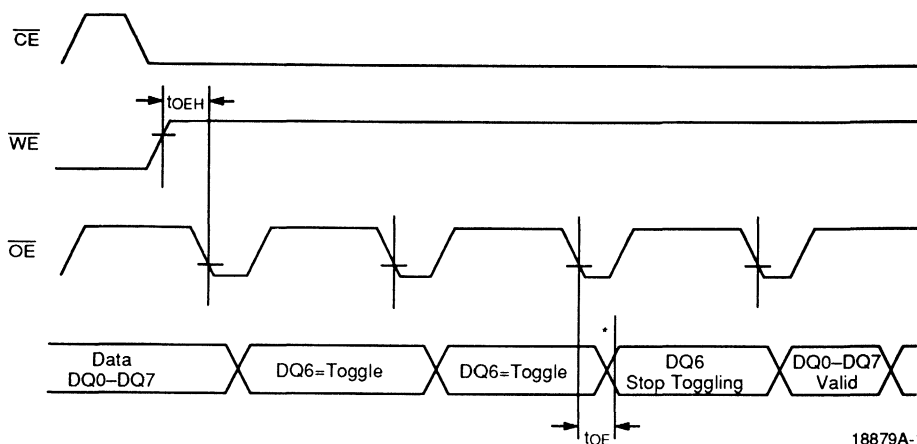 CE
tOEH
WE
OE
*
Data
DQ0–DQ7
DQ6=Toggle
DQ6=Toggle
DQ6
Stop Toggling
DQ0–DQ7
Valid
tOE
18879A-